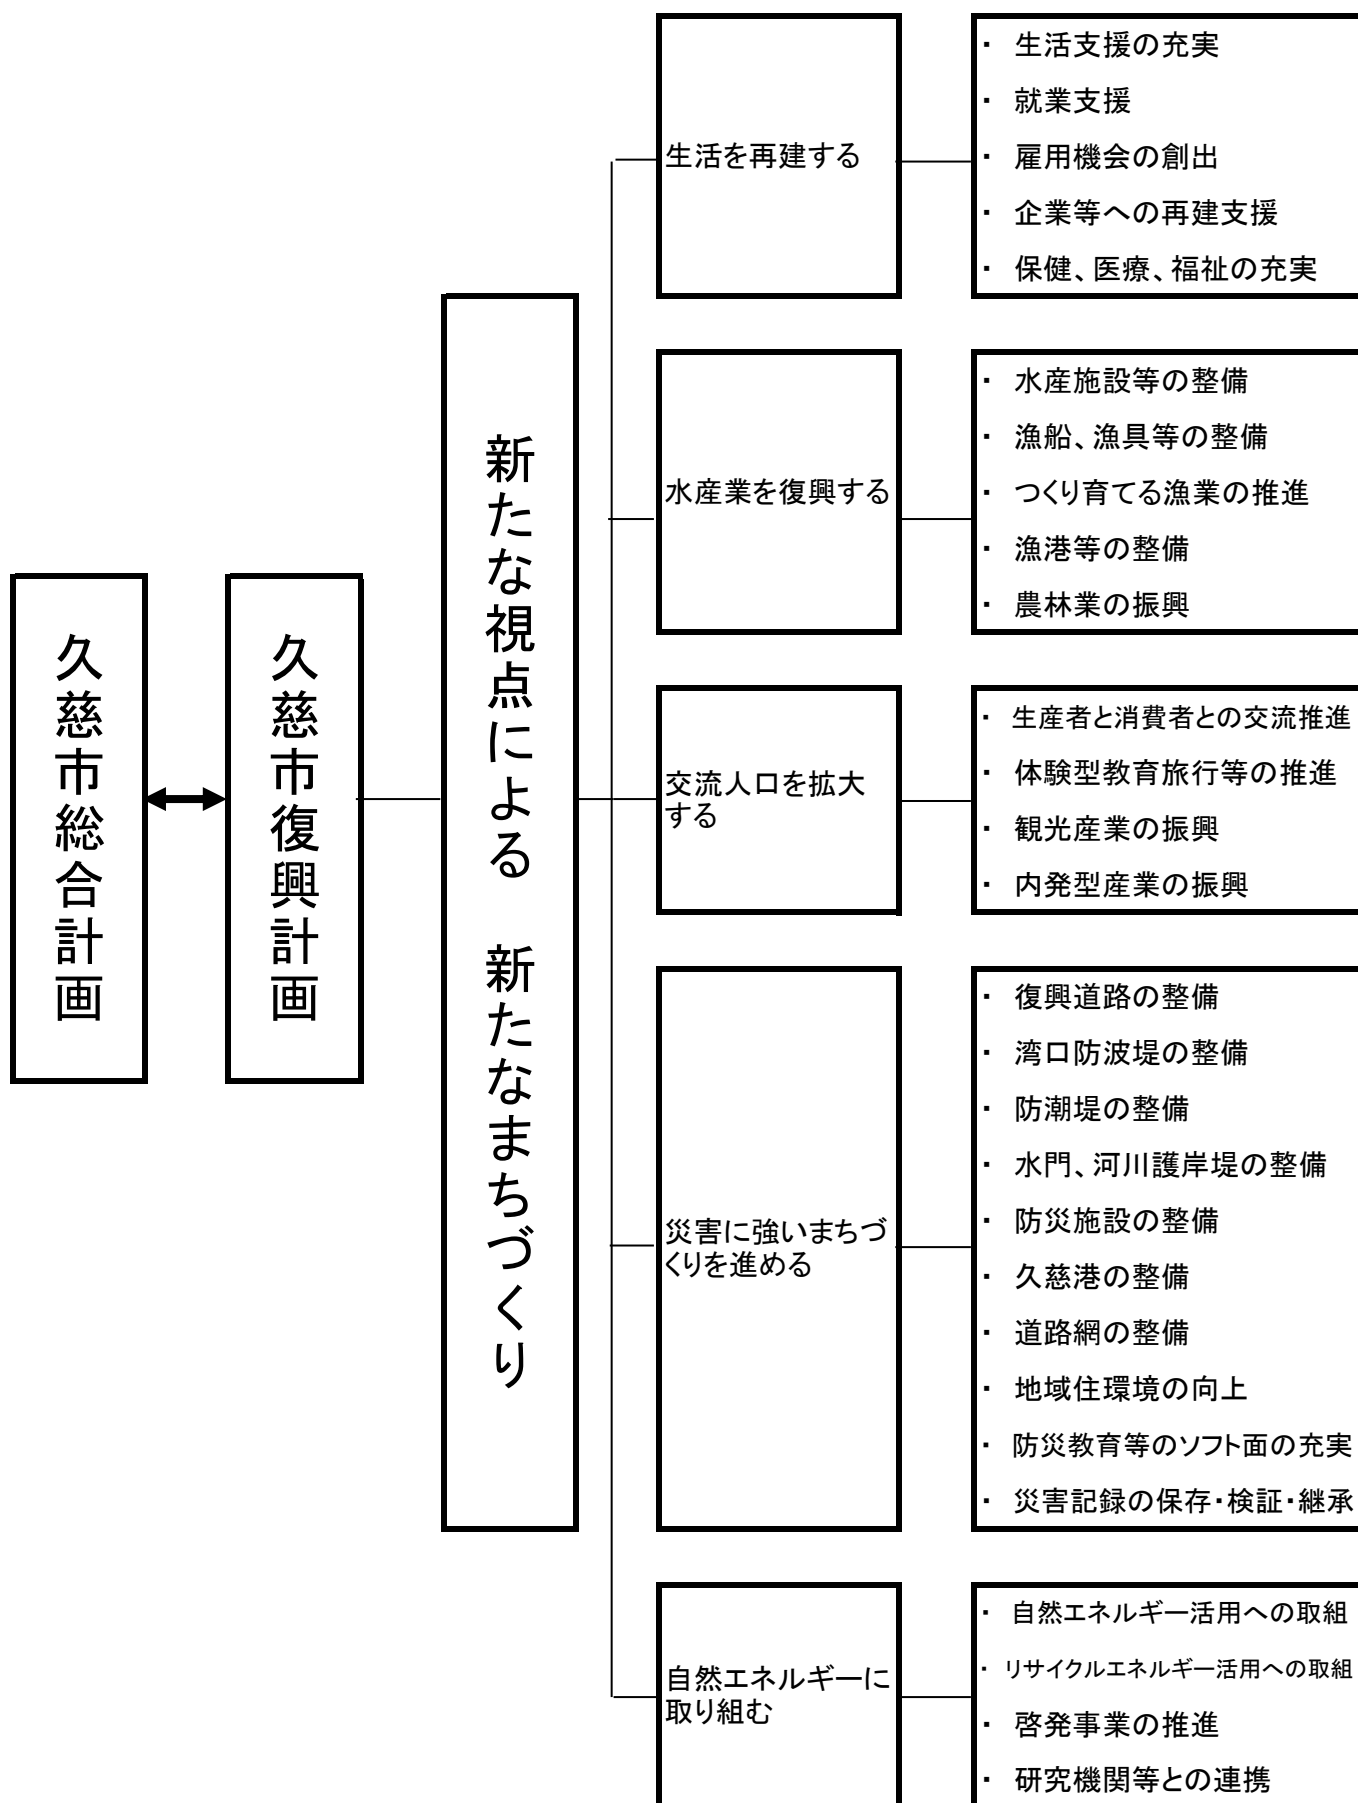 久慈市総合計画
久慈市復興計画
新たな視点による　新たなまちづくり
生活を再建する
・ 生活支援の充実
・ 就業支援
・ 雇用機会の創出
・ 企業等への再建支援
・ 保健、医療、福祉の充実
水産業を復興する
・ 水産施設等の整備
・ 漁船、漁具等の整備
・ つくり育てる漁業の推進
・ 漁港等の整備
・ 農林業の振興
交流人口を拡大
する
・ 生産者と消費者との交流推進
・ 体験型教育旅行等の推進
・ 観光産業の振興
・ 内発型産業の振興
災害に強いまちづ
くりを進める
・ 復興道路の整備
・ 湾口防波堤の整備
・ 防潮堤の整備
・ 水門、河川護岸堤の整備
・ 防災施設の整備
・ 久慈港の整備
・ 道路網の整備
・ 地域住環境の向上
・ 防災教育等のソフト面の充実
・ 災害記録の保存・検証・継承
自然エネルギーに
取り組む
・ 自然エネルギー活用への取組
・ リサイクルエネルギー活用への取組
・ 啓発事業の推進
・ 研究機関等との連携